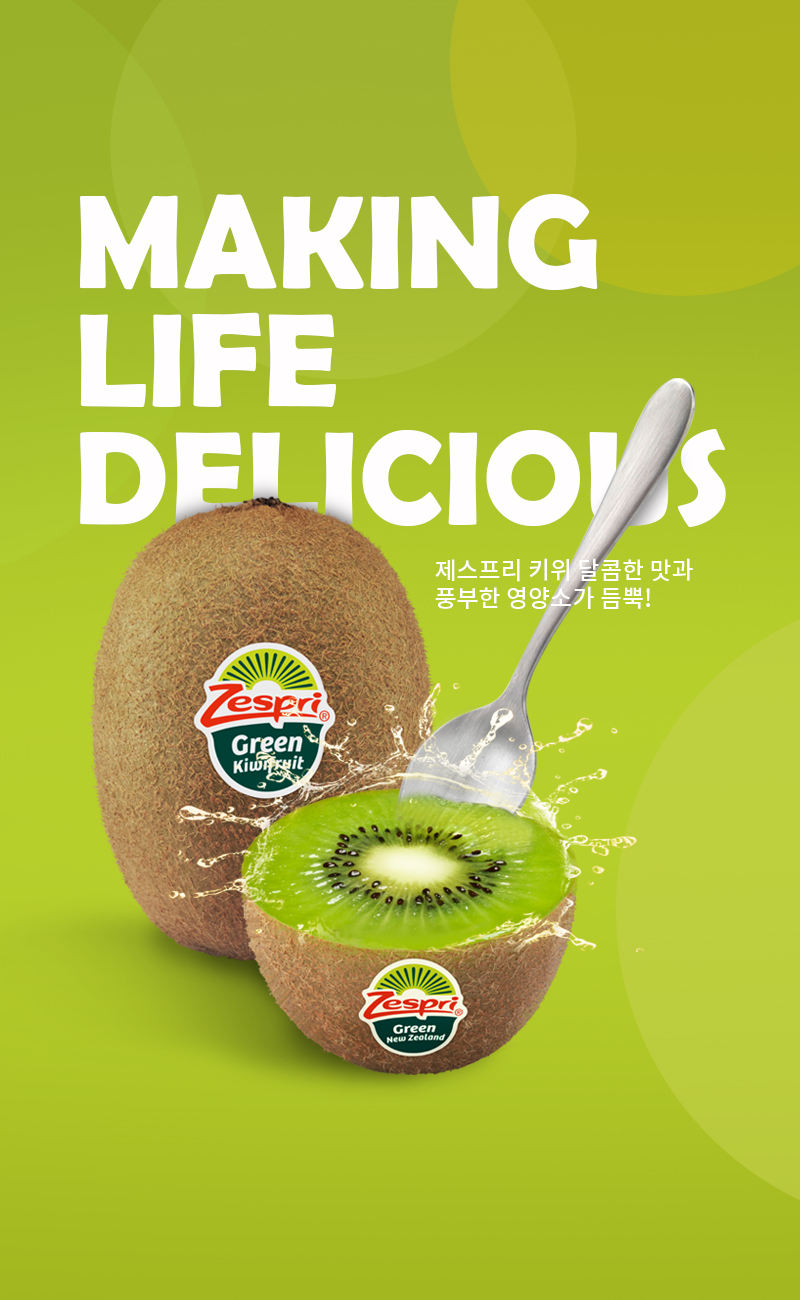 MAKING
LIFE
DELICIOUS
제스프리 키위 달콤한 맛과
풍부한 영양소가 듬뿍!
Zespri®
Green
Kiwifruit
Zespri®
Green
New Zealand